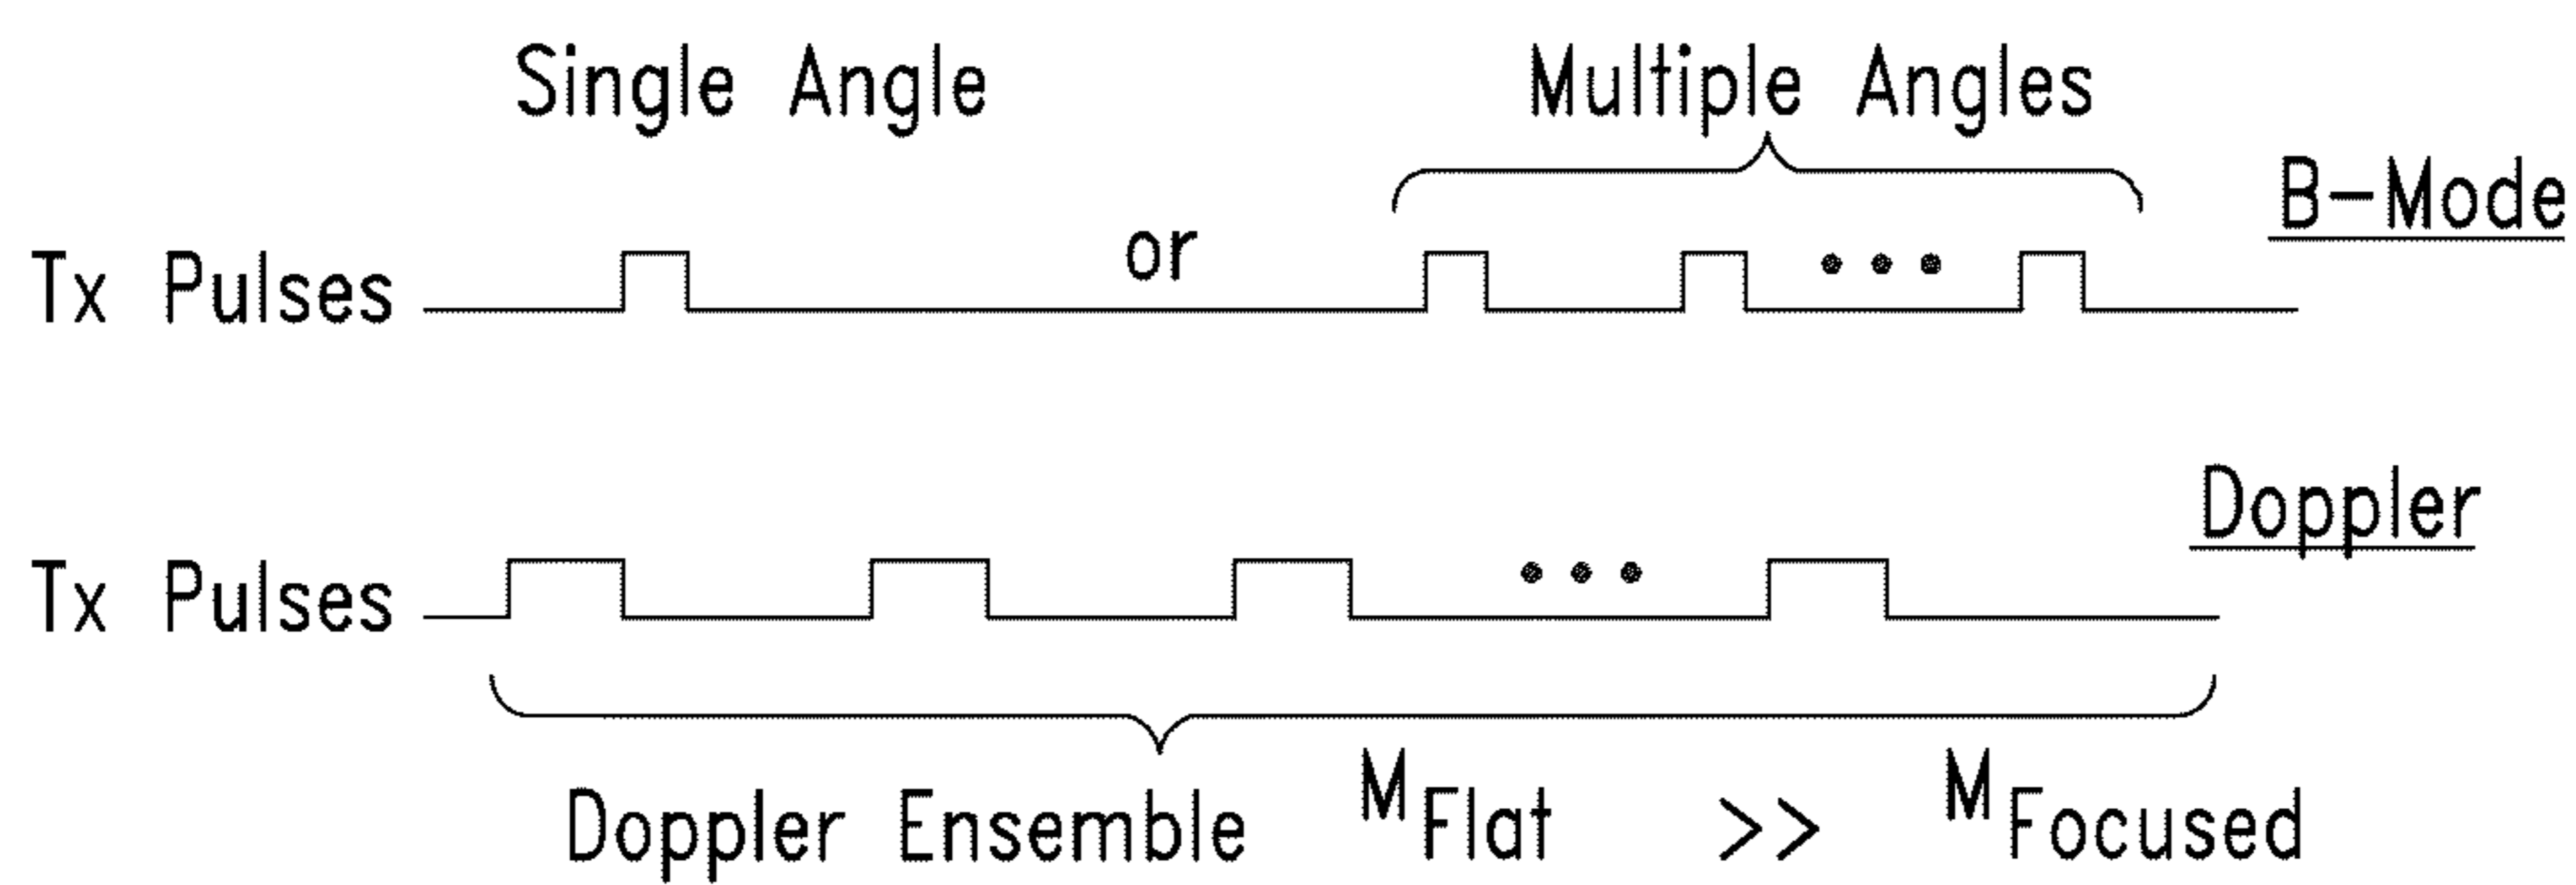 Single Angle
Multiple Angles
B-Mode
Tx Pulses
or
Doppler
Tx Pulses
Doppler Ensemble M Flat >> M Focused